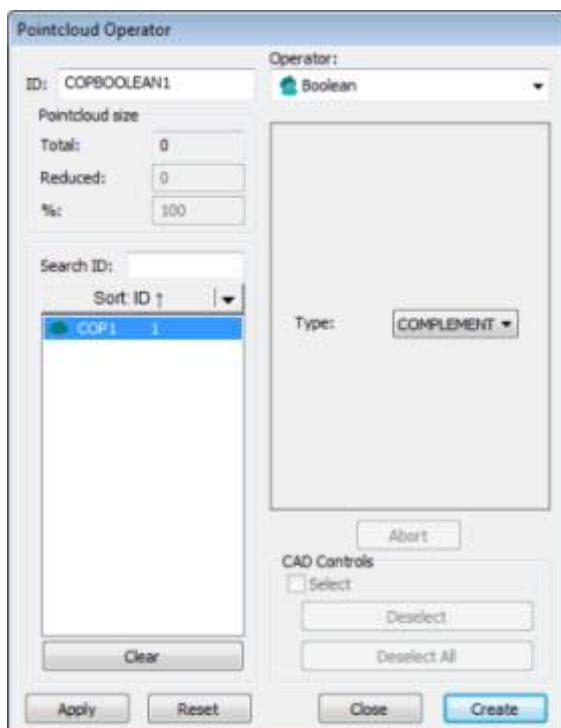 Pointcloud Operator
ID: COPBOOLEAN1
Operator:
Boolean
Pointcloud size
Total: 0
Reduced: 0
%: 100
Search ID:
Sort: ID ↑
COP1 1
Type: COMPLEMENT
Abort
CAD Controls
Select
Deselect
Deselect All
Clear
Apply Reset Close Create